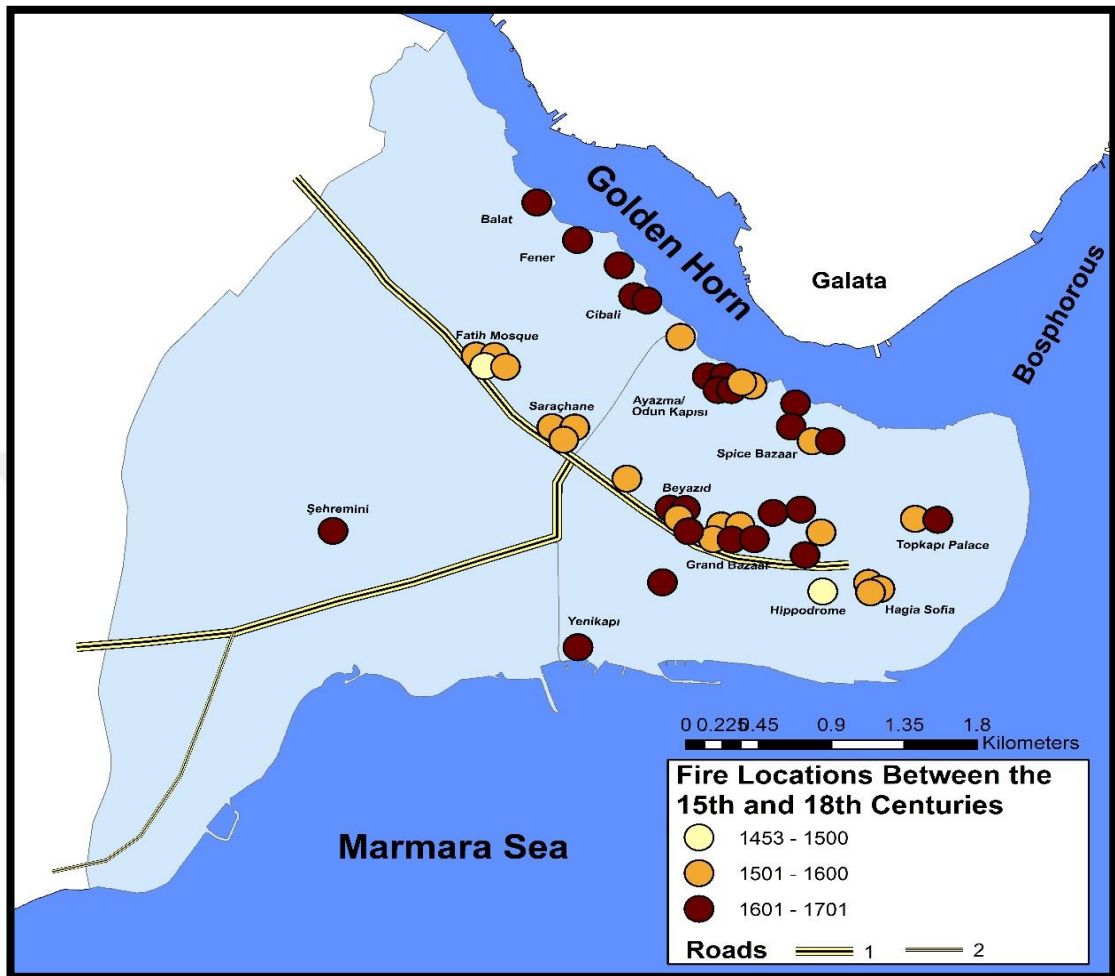 Golden Horn
Balat
Fener
Galata
Bosphorous
Cibali
Fatih Mosque
Ayazma/
Odun Kapısı
Saraçhane
Spice Bazaar
Beyazıd
Şehremini
Topkapı Palace
Grand Bazaar
Hippodrome
Hagia Sofia
Yenikapı
0 0.225 0.45 0.9 1.35 1.8
Kilometers
Marmara Sea
Fire Locations Between the
15th and 18th Centuries
1453 - 1500
1501 - 1600
1601 - 1701
Roads 1 2